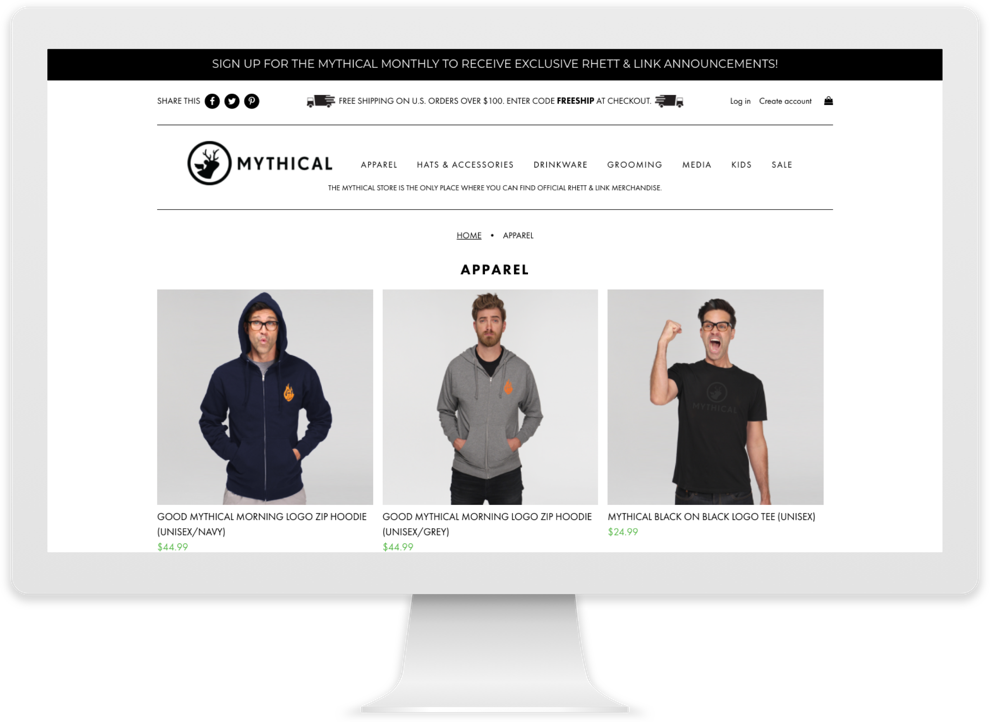 SIGN UP FOR THE MYTHICAL MONTHLY TO RECEIVE EXCLUSIVE RHETT & LINK ANNOUNCEMENTS!
SHARE THIS FREE SHIPPING ON U.S. ORDERS OVER $100. ENTER CODE FREESHIP AT CHECKOUT. Log in Create account
MYTHICAL APPAREL HATS & ACCESSORIES DRINKWARE GROOMING MEDIA KIDS SALE
THE MYTHICAL STORE IS THE ONLY PLACE WHERE YOU CAN FIND OFFICIAL RHETT & LINK MERCHANDISE.
HOME • APPAREL
APPAREL
MYTHICAL
GOOD MYTHICAL MORNING LOGO ZIP HOODIE
(UNISEX/NAVY)
$44.99
GOOD MYTHICAL MORNING LOGO ZIP HOODIE
(UNISEX/GREY)
$44.99
MYTHICAL BLACK ON BLACK LOGO TEE (UNISEX)
$24.99